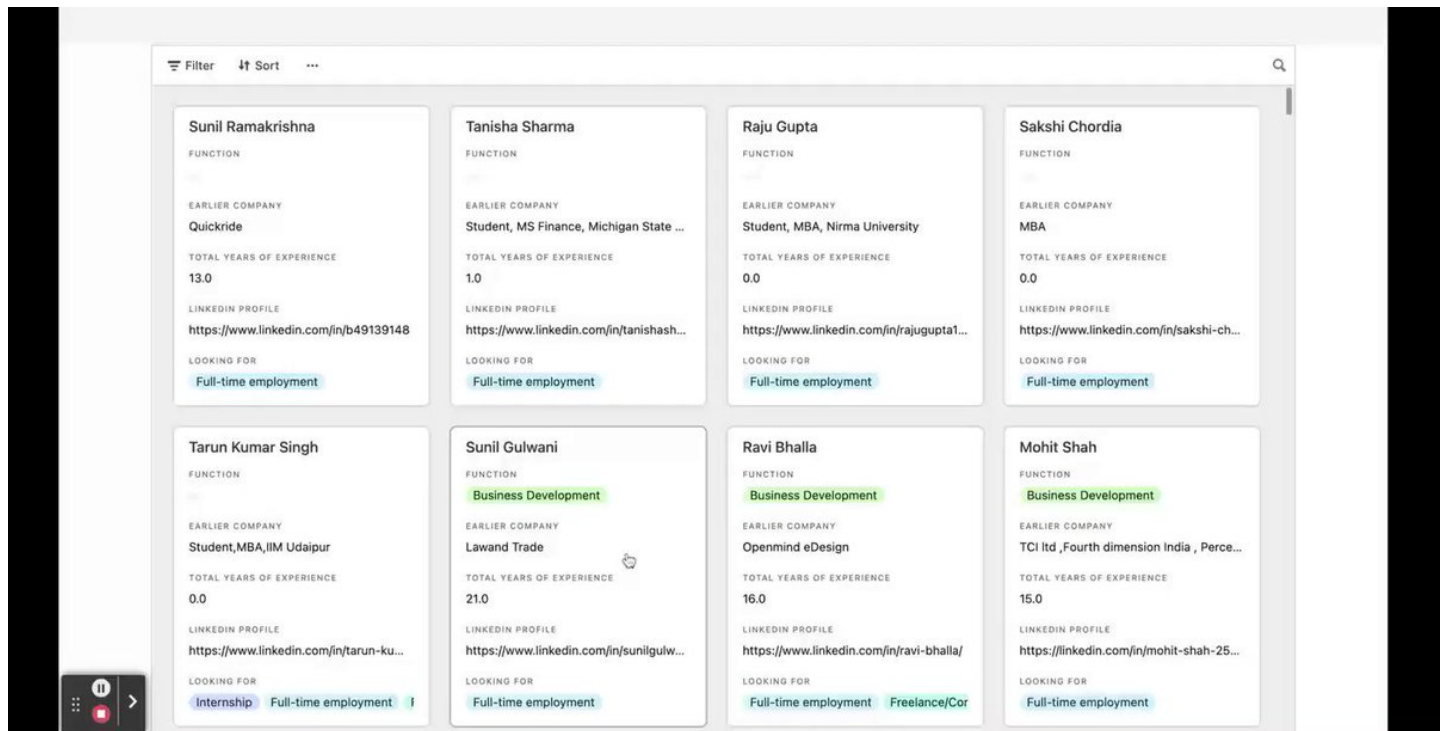 Filter Sort ...
Sunil Ramakrishna
FUNCTION
EARLIER COMPANY
Quickride
TOTAL YEARS OF EXPERIENCE
13.0
LINKEDIN PROFILE
https://www.linkedin.com/in/b49139148
LOOKING FOR
Full-time employment
Tanisha Sharma
FUNCTION
EARLIER COMPANY
Student, MS Finance, Michigan State ...
TOTAL YEARS OF EXPERIENCE
1.0
LINKEDIN PROFILE
https://www.linkedin.com/in/tanishash...
LOOKING FOR
Full-time employment
Raju Gupta
FUNCTION
EARLIER COMPANY
Student, MBA, Nirma University
TOTAL YEARS OF EXPERIENCE
0.0
LINKEDIN PROFILE
https://www.linkedin.com/in/rajugupta1...
LOOKING FOR
Full-time employment
Sakshi Chordia
FUNCTION
EARLIER COMPANY
MBA
TOTAL YEARS OF EXPERIENCE
0.0
LINKEDIN PROFILE
https://www.linkedin.com/in/sakshi-ch...
LOOKING FOR
Full-time employment
Tarun Kumar Singh
FUNCTION
EARLIER COMPANY
Student,MBA,IIM Udaipur
TOTAL YEARS OF EXPERIENCE
0.0
LINKEDIN PROFILE
https://www.linkedin.com/in/tarun-ku...
LOOKING FOR
Internship Full-time employment
Sunil Gulwani
FUNCTION
Business Development
EARLIER COMPANY
Lawand Trade
TOTAL YEARS OF EXPERIENCE
21.0
LINKEDIN PROFILE
https://www.linkedin.com/in/sunilgulw...
LOOKING FOR
Full-time employment
Ravi Bhalla
FUNCTION
Business Development
EARLIER COMPANY
Openmind eDesign
TOTAL YEARS OF EXPERIENCE
16.0
LINKEDIN PROFILE
https://www.linkedin.com/in/ravi-bhalla/
LOOKING FOR
Full-time employment Freelance/Cor
Mohit Shah
FUNCTION
Business Development
EARLIER COMPANY
TCI ltd ,Fourth dimension India , Perce...
TOTAL YEARS OF EXPERIENCE
15.0
LINKEDIN PROFILE
https://linkedin.com/in/mohit-shah-25...
LOOKING FOR
Full-time employment